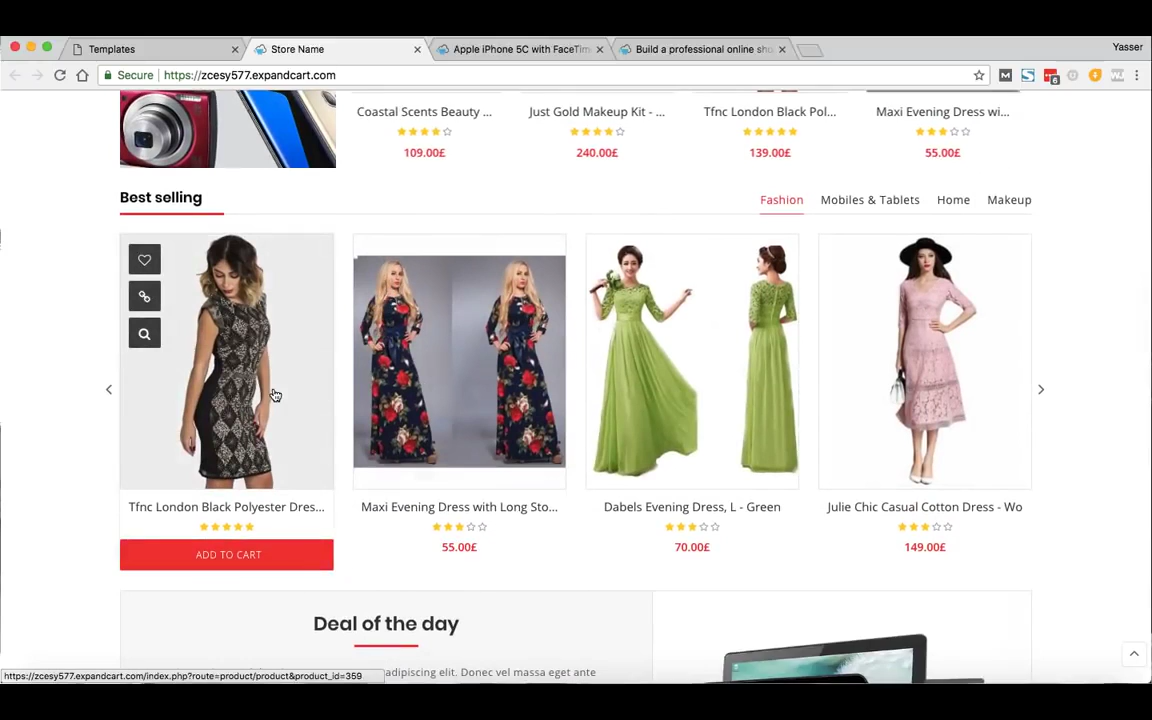 Templates
Store Name
Apple iPhone 5C with FaceTim
Build a professional online sho
Yasser
Secure
https://zcesy577.expandcart.com
6
Coastal Scents Beauty ...
Just Gold Makeup Kit - ...
Tfnc London Black Pol...
Maxi Evening Dress wi...
109.00£
240.00£
139.00£
55.00£
Best selling
Fashion
Mobiles & Tablets
Home
Makeup
Tfnc London Black Polyester Dres...
Maxi Evening Dress with Long Sto...
Dabels Evening Dress, L - Green
Julie Chic Casual Cotton Dress - Wo
ADD TO CART
55.00£
70.00£
149.00£
Deal of the day
adipiscing elit. Donec vel massa eget ante
https://zcesy577.expandcart.com/index.php?route=product/product&product_id=359